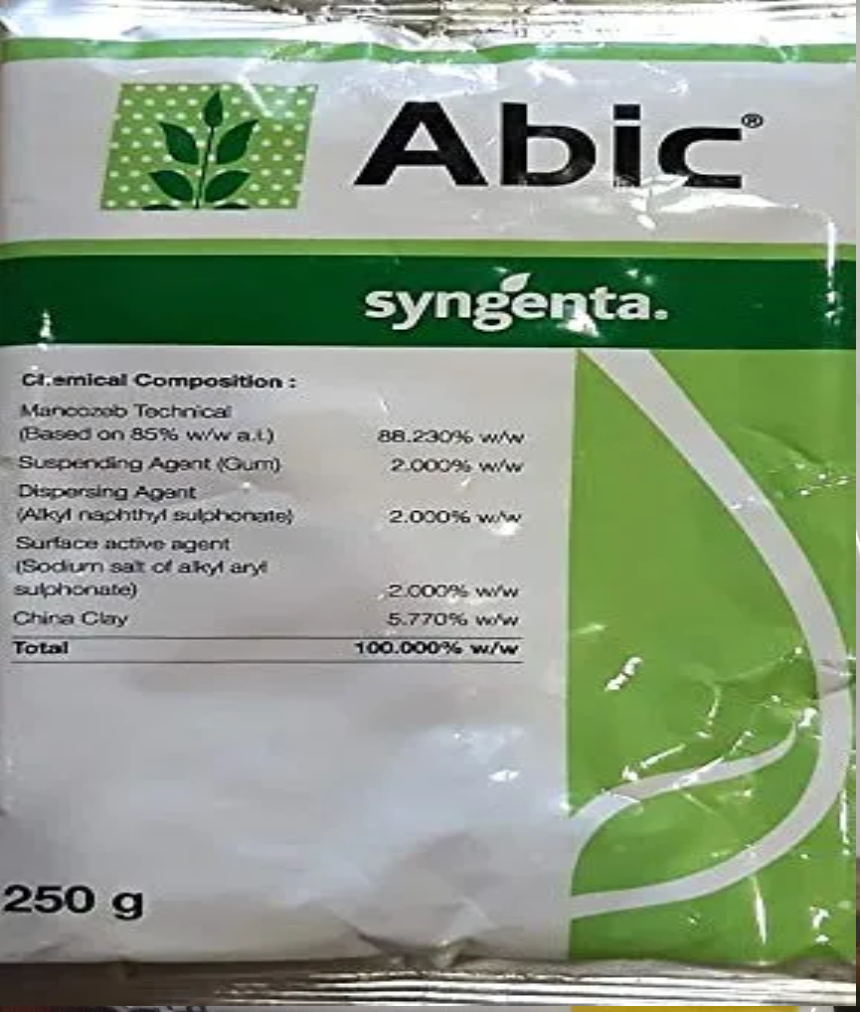 Abic®
syngenta.
Chemical Composition :
Mancozeb Technical
(Based on 85% w/w a.i.) 88.230% w/w
Suspending Agent (Gum) 2.000% w/w
Dispersing Agent
(Alkyl naphthyl sulphonate) 2.000% w/w
Surface active agent
(Sodium salt of alkyl aryl
sulphonate) 2.000% w/w
China Clay 5.770% w/w
Total 100.000% w/w
250 g